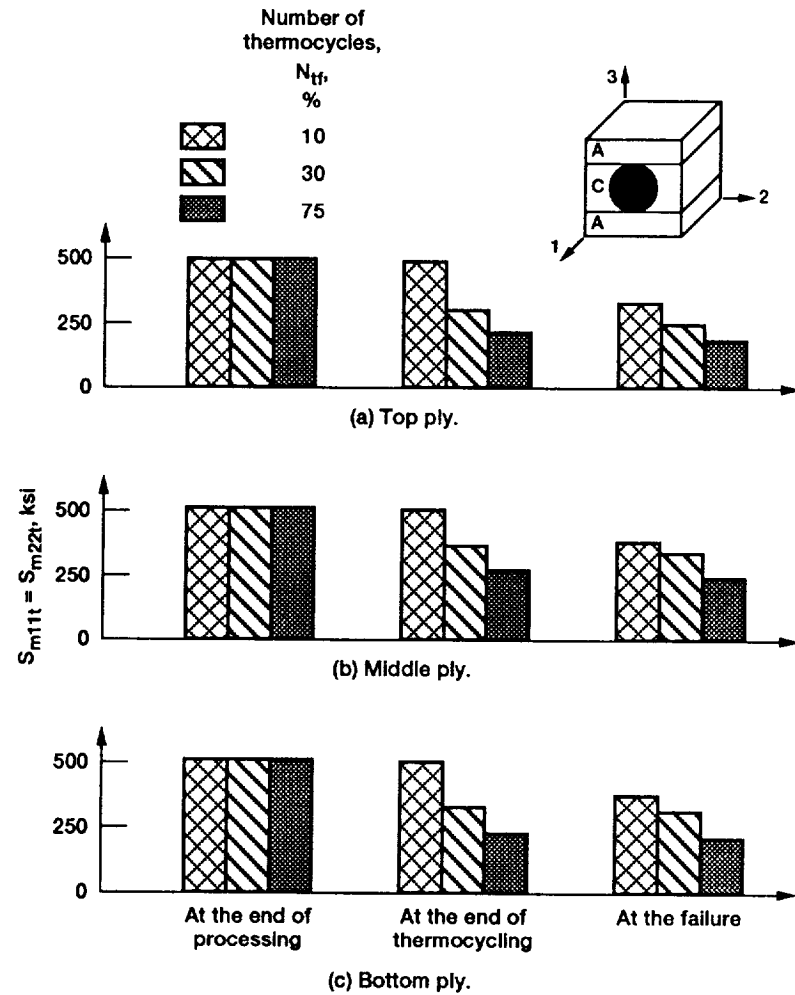 Number of
thermocycles,
N_tf,
%
10
30
75
3
A
C
A
2
1
500
250
0
(a) Top ply.
S_m11t = S_m22t, ksi
500
250
0
(b) Middle ply.
500
250
0
At the end of
processing
At the end of
thermocycling
At the failure
(c) Bottom ply.